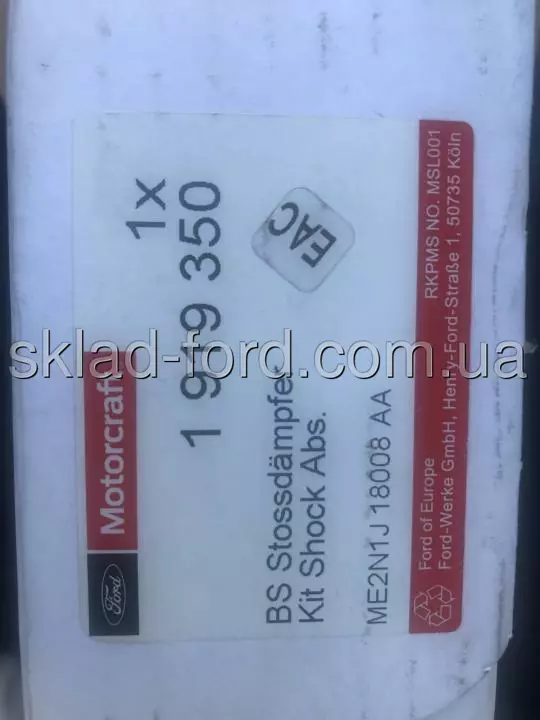 Ford
Motorcraft
1x
1 919 350
EAC
BS Stossdämpfer
Kit Shock Abs.
ME2N1J 18008 AA
Ford of Europe
RKPMS NO. MSL001
Ford-Werke GmbH, Henry-Ford-Straße 1, 50735 Köln
sklad-ford.com.ua